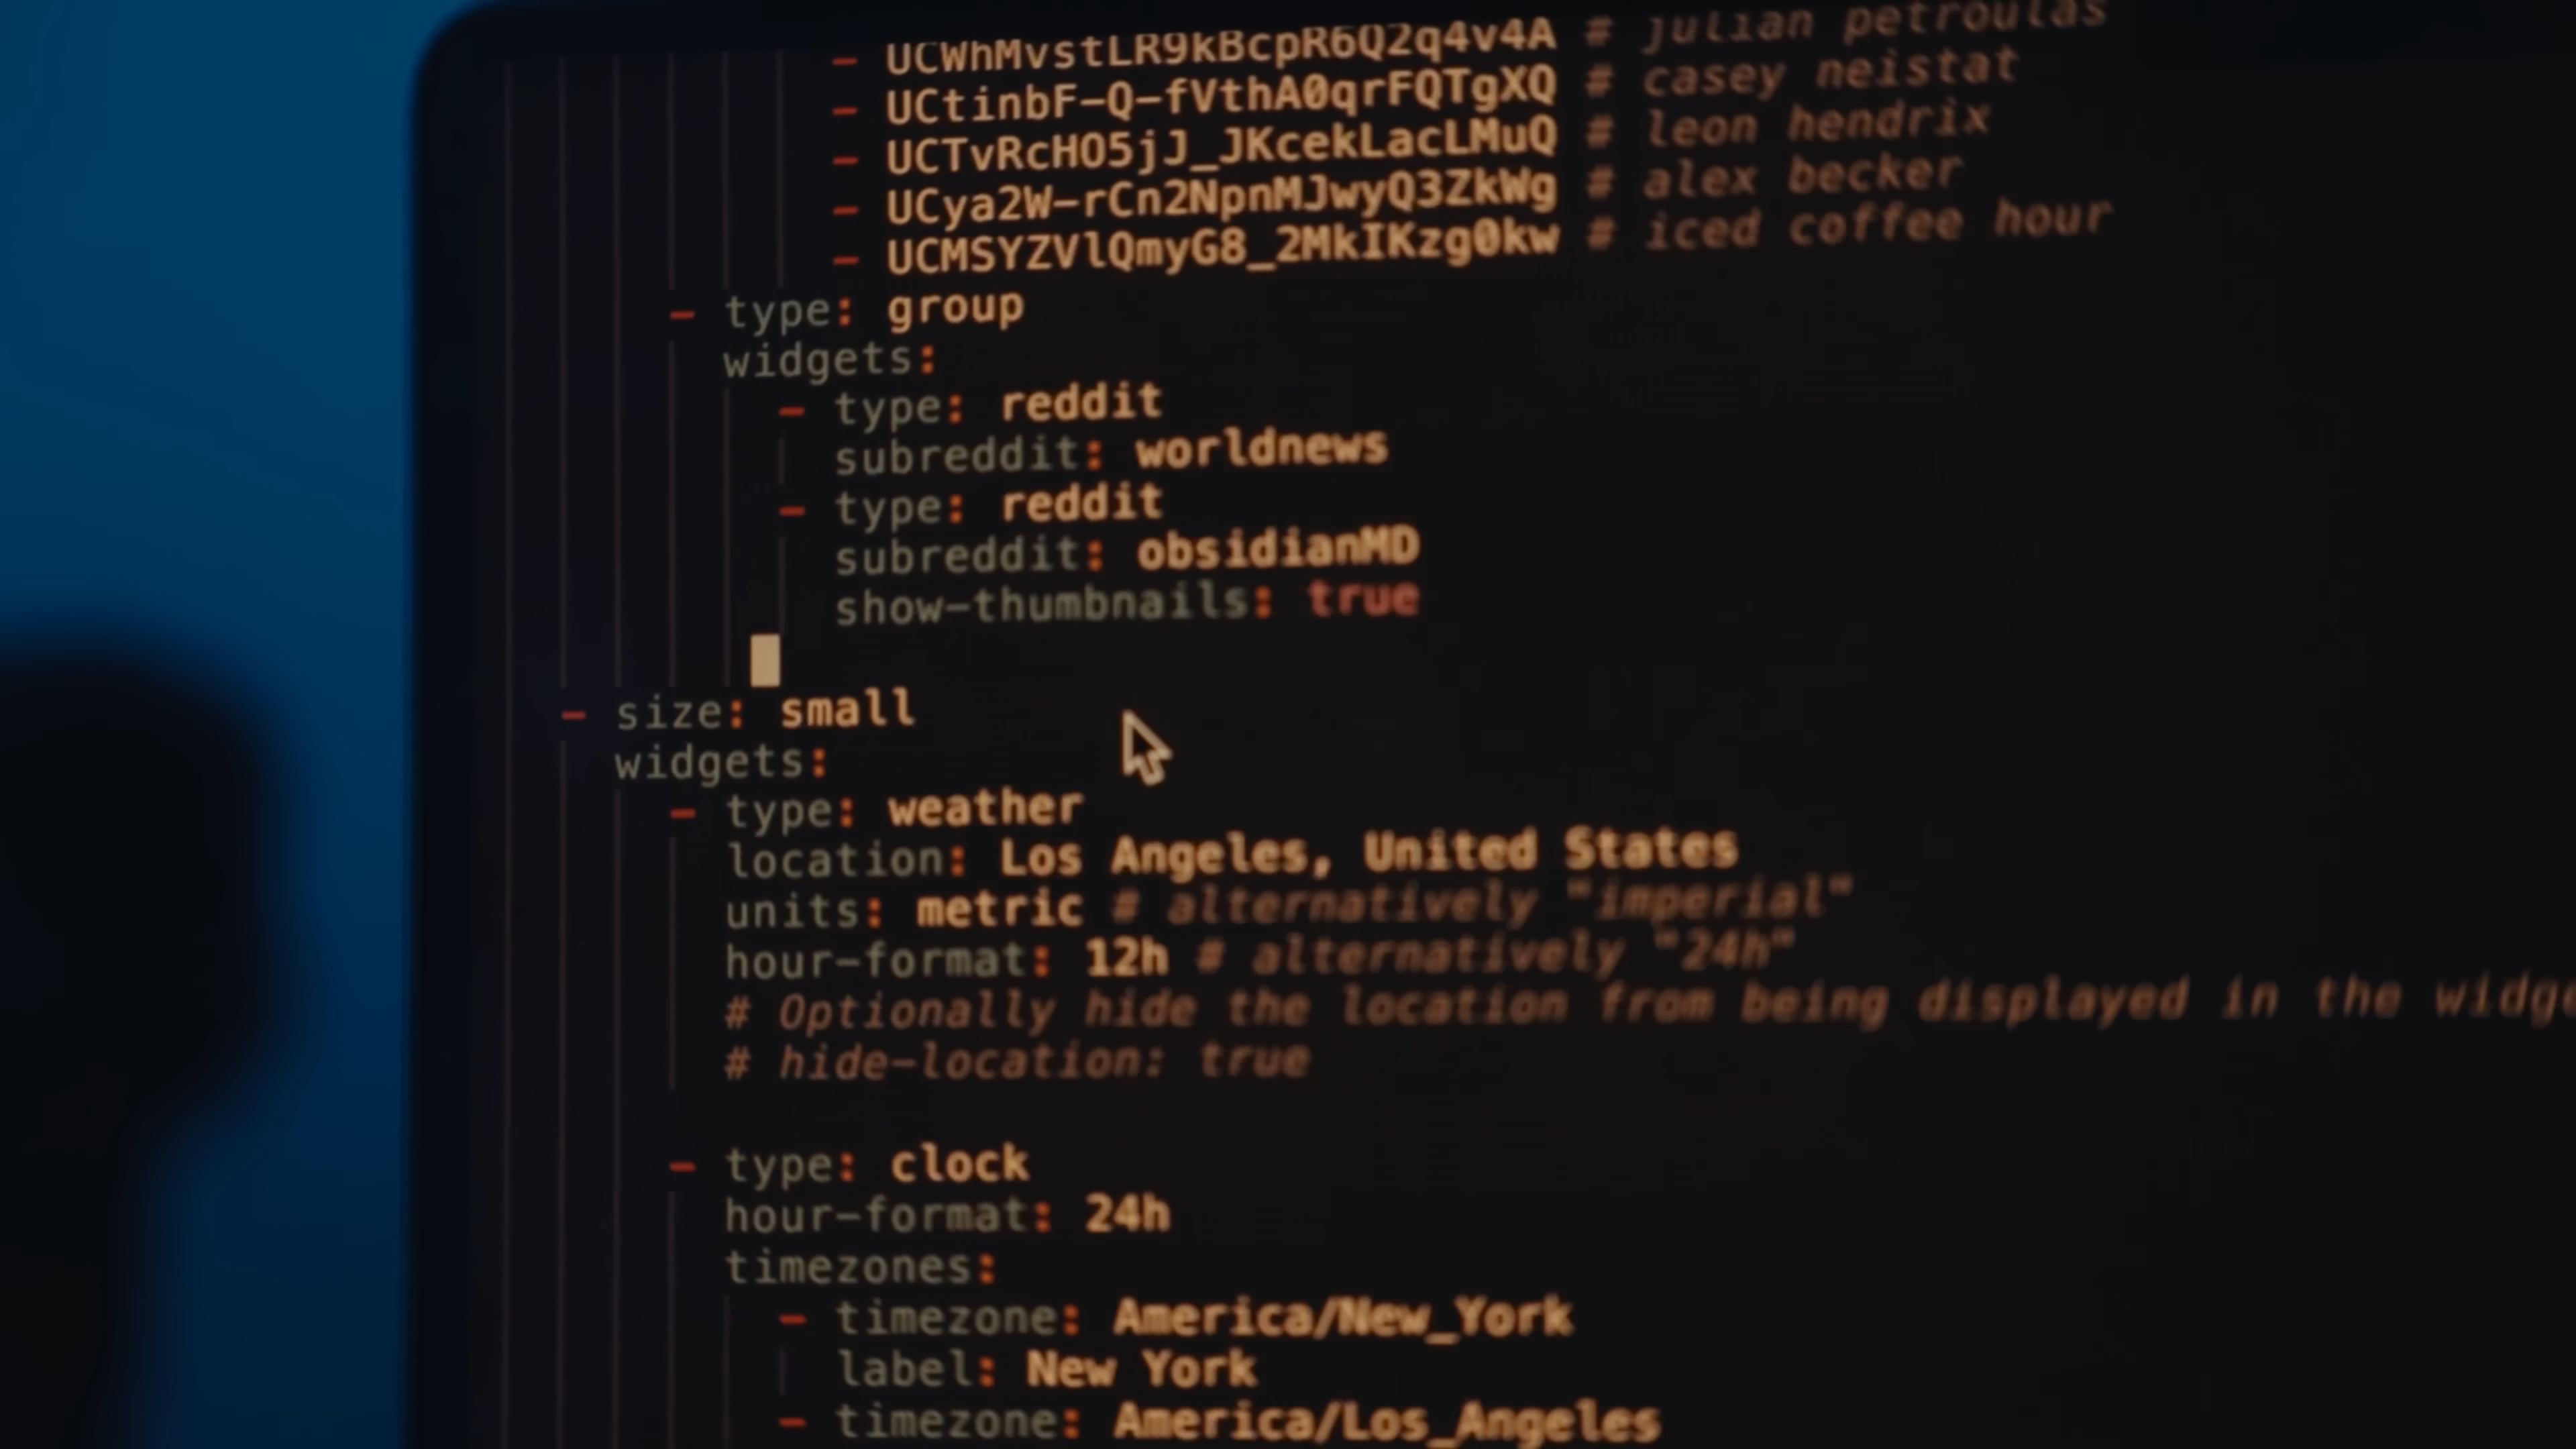 - UCWhMvstLR9kBcpR6Q2q4v4A # julian petroulas
- UCtinbF-Q-fVthA0qrFQTgXQ # casey neistat
- UCTvRcHO5jJ_JKcekLacLMuQ # leon hendrix
- UCya2W-rCn2NpnMJwyQ3ZkWg # alex becker
- UCMSYZVlQmyG8_2MkIKzg0kw # iced coffee hour
- type: group
widgets:
- type: reddit
subreddit: worldnews
- type: reddit
subreddit: obsidianMD
show-thumbnails: true
- size: small
widgets:
- type: weather
location: Los Angeles, United States
units: metric # alternatively "imperial"
hour-format: 12h # alternatively "24h"
# Optionally hide the location from being displayed in the widge
# hide-location: true
- type: clock
hour-format: 24h
timezones:
- timezone: America/New_York
label: New York
- timezone: America/Los_Angeles